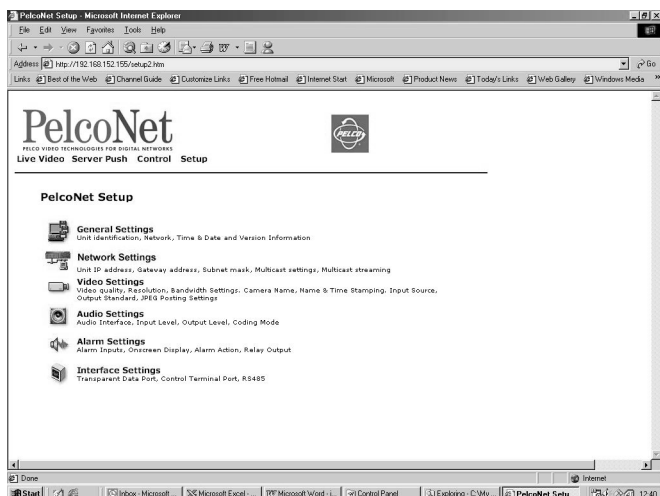 PelcoNet Setup - Microsoft Internet Explorer
File Edit View Favorites Tools Help
Address http://192.168.152.155/setup2.htm Go
Links Best of the Web Channel Guide Customize Links Free Hotmail Internet Start Microsoft Product News Today's Links Web Gallery Windows Media »
PelcoNet
PELCO VIDEO TECHNOLOGIES FOR DIGITAL NETWORKS
PELCO
Live Video Server Push Control Setup
PelcoNet Setup
General Settings
Unit identification, Network, Time & Date and Version Information
Network Settings
Unit IP address, Gateway address, Subnet mask, Multicast settings, Multicast streaming
Video Settings
Video quality, Resolution, Bandwidth Settings. Camera Name, Name & Time Stamping. Input Source,
Output Standard, JPEG Posting Settings
Audio Settings
Audio Interface, Input Level, Output Level, Coding Mode
Alarm Settings
Alarm Inputs, Onscreen Display, Alarm Action, Relay Output
Interface Settings
Transparent Data Port, Control Terminal Port, RS485
Done Internet
Start Inbox - Microsoft ... Microsoft Excel - ... Microsoft Word - i... Control Panel Exploring - C:\My ... PelcoNet Setu... 12:40